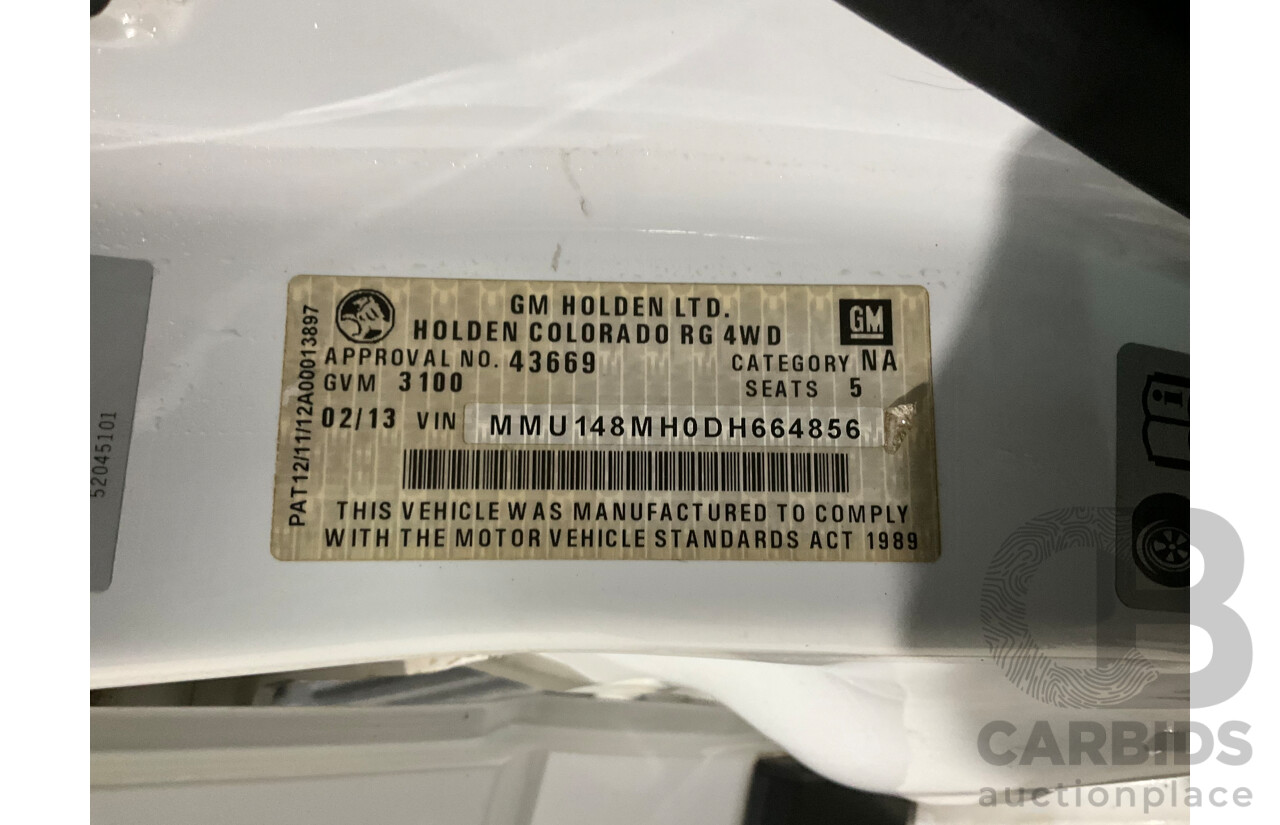 GM HOLDEN LTD.
GM
HOLDEN COLORADO RG 4WD
APPROVAL NO. 43669
CATEGORY NA
GVM 3100
SEATS 5
02/13 VIN MMU148MH0DH664856
THIS VEHICLE WAS MANUFACTURED TO COMPLY
WITH THE MOTOR VEHICLE STANDARDS ACT 1989
PAT12/11/12A00013897
52045101
CB
CARBIDS
auctionplace